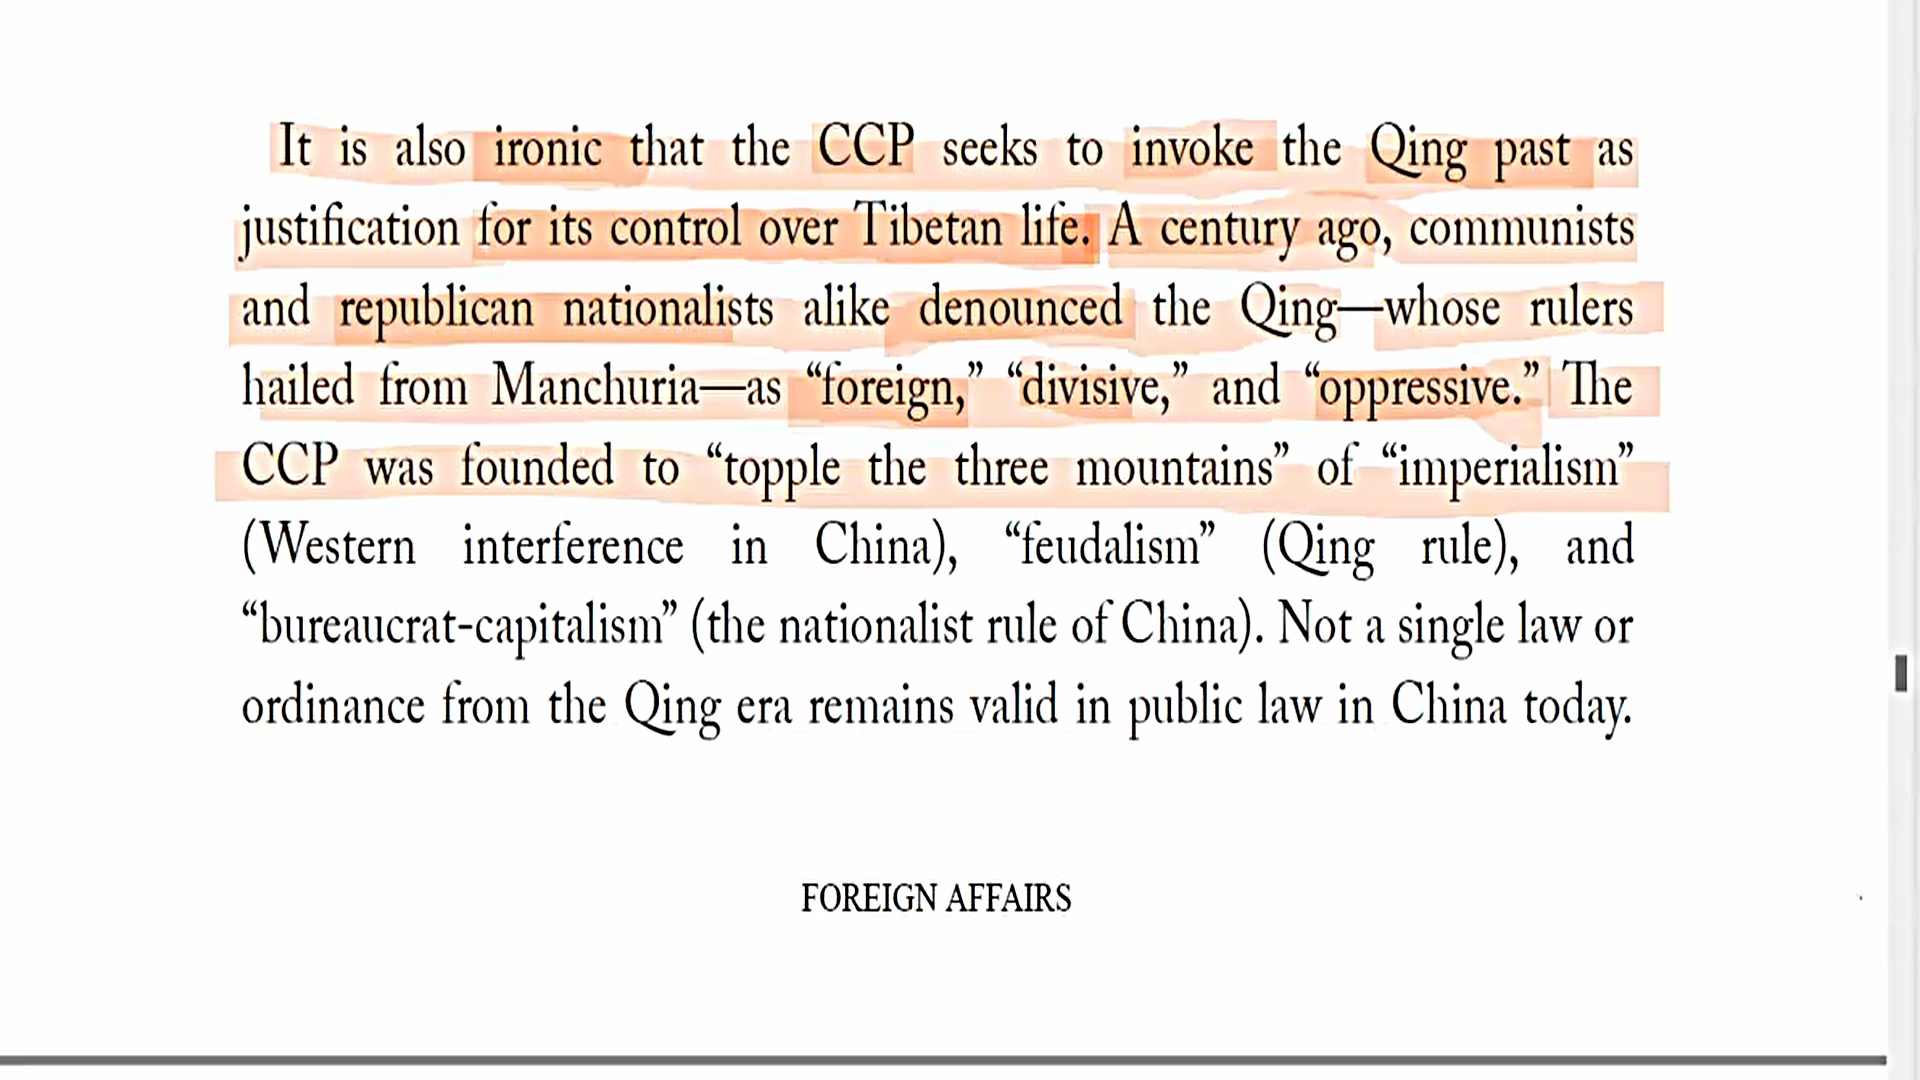 It is also ironic that the CCP seeks to invoke the Qing past as
justification for its control over Tibetan life. A century ago, communists
and republican nationalists alike denounced the Qing—whose rulers
hailed from Manchuria—as “foreign,” “divisive,” and “oppressive.” The
CCP was founded to “topple the three mountains” of “imperialism”
(Western interference in China), “feudalism” (Qing rule), and
“bureaucrat-capitalism” (the nationalist rule of China). Not a single law or
ordinance from the Qing era remains valid in public law in China today.
FOREIGN AFFAIRS